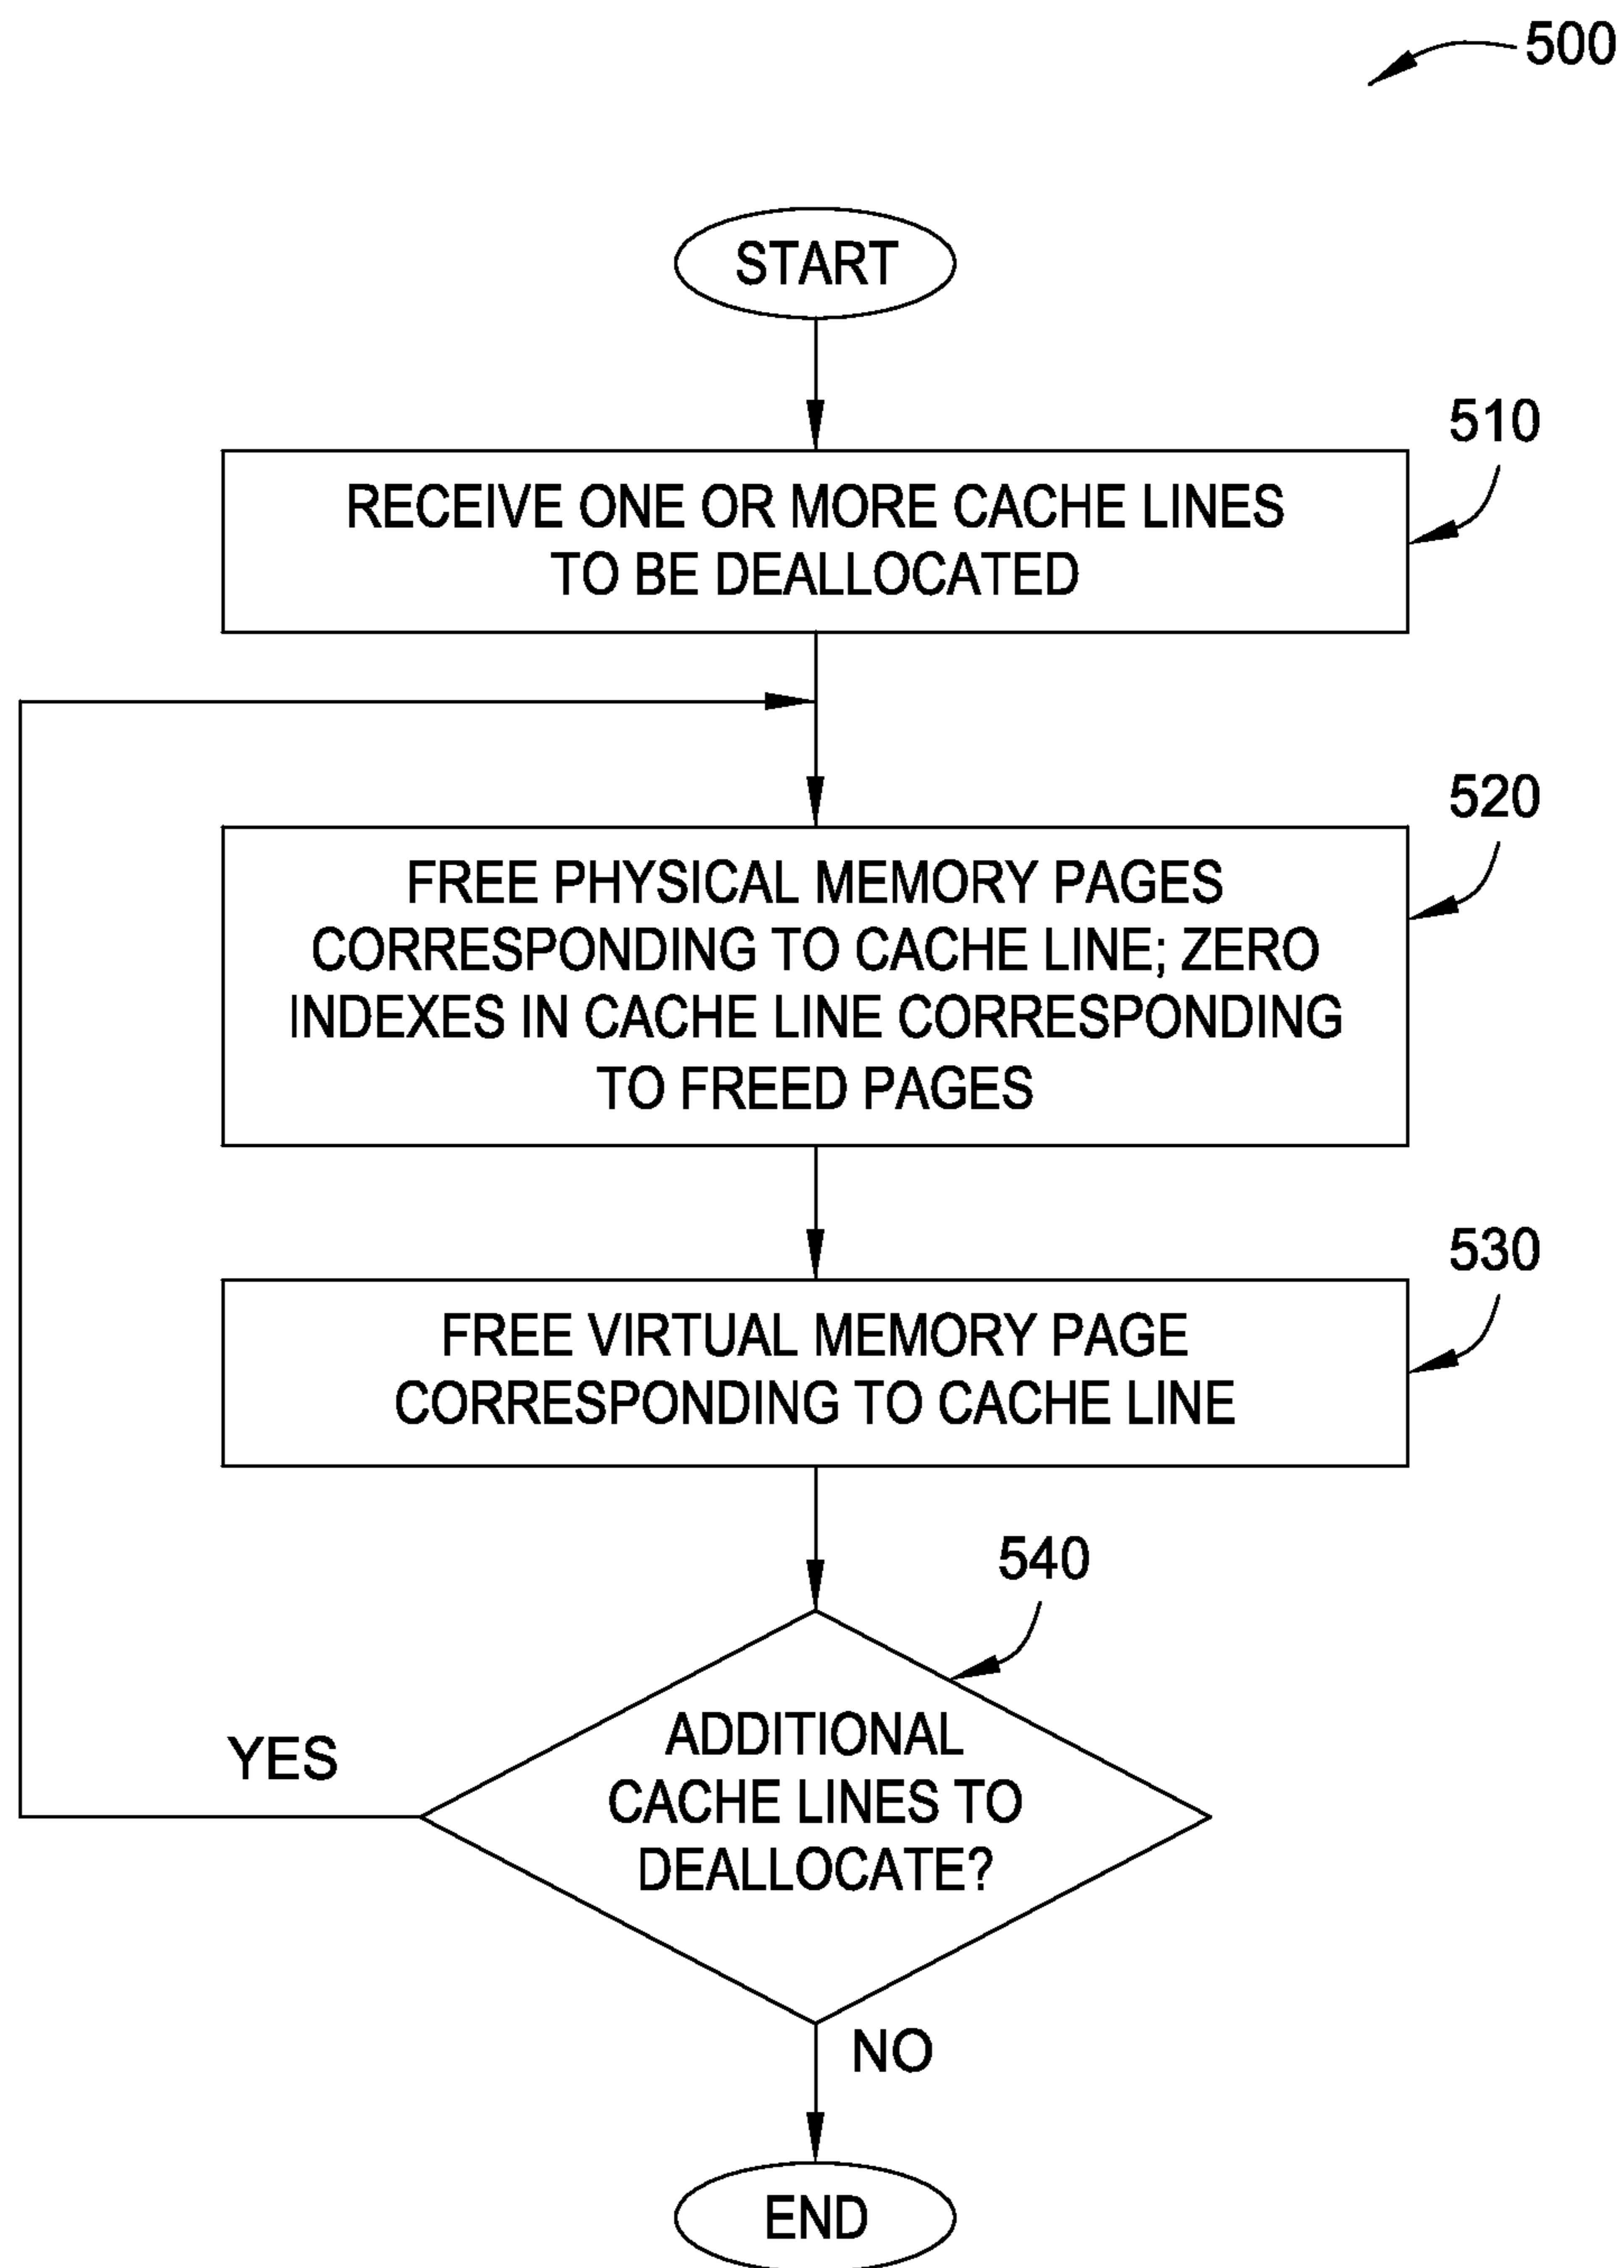 500
START
510
RECEIVE ONE OR MORE CACHE LINES
TO BE DEALLOCATED
520
FREE PHYSICAL MEMORY PAGES
CORRESPONDING TO CACHE LINE; ZERO
INDEXES IN CACHE LINE CORRESPONDING
TO FREED PAGES
530
FREE VIRTUAL MEMORY PAGE
CORRESPONDING TO CACHE LINE
540
ADDITIONAL
CACHE LINES TO
DEALLOCATE?
YES
NO
END